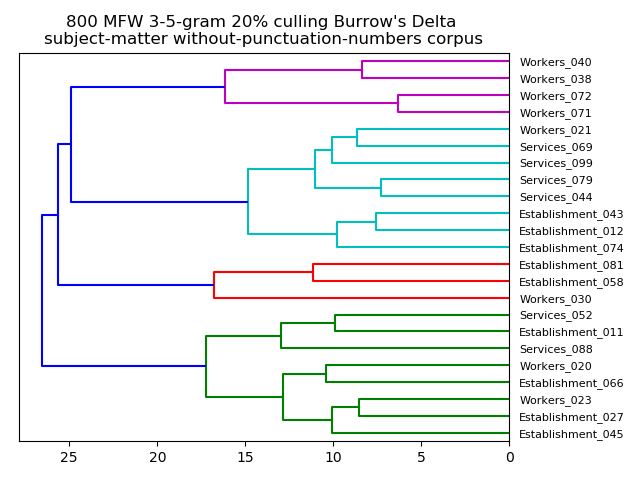 800 MFW 3-5-gram 20% culling Burrow's Delta
subject-matter without-punctuation-numbers corpus
Workers_040
Workers_038
Workers_072
Workers_071
Workers_021
Services_069
Services_099
Services_079
Services_044
Establishment_043
Establishment_012
Establishment_074
Establishment_081
Establishment_058
Workers_030
Services_052
Establishment_011
Services_088
Workers_020
Establishment_066
Workers_023
Establishment_027
Establishment_045
25 20 15 10 5 0